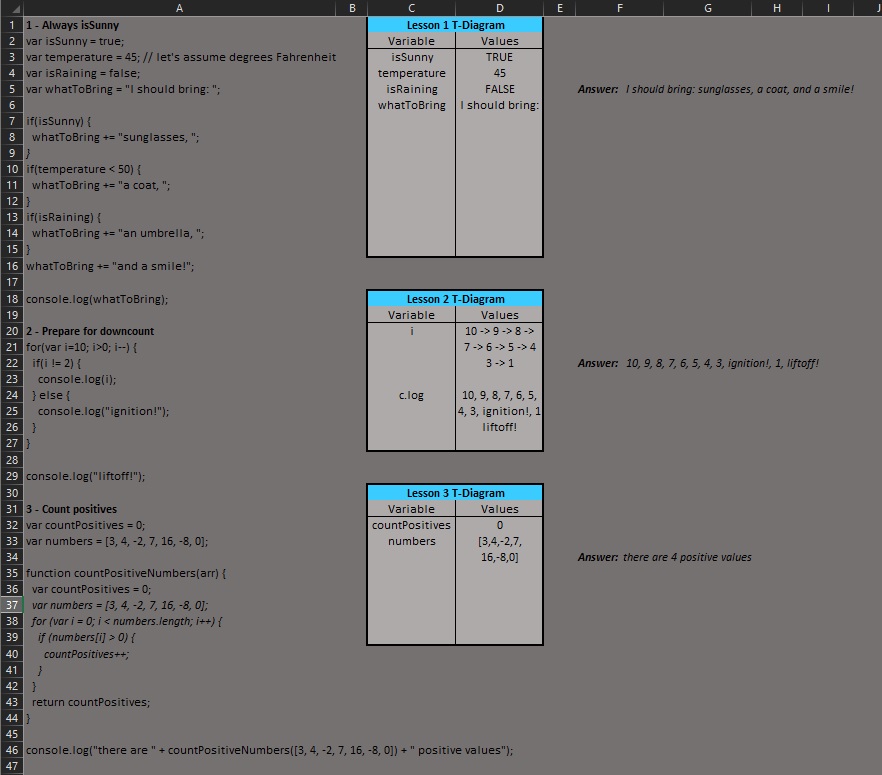 A B C D E F G H I J
1 1 - Always isSunny Lesson 1 T-Diagram
2 var isSunny = true; Variable Values
3 var temperature = 45; // let's assume degrees Fahrenheit isSunny TRUE
4 var isRaining = false; temperature 45
5 var whatToBring = "I should bring: "; isRaining FALSE Answer: I should bring: sunglasses, a coat, and a smile!
6 whatToBring I should bring:
7 if(isSunny) {
8 whatToBring += "sunglasses, ";
9 }
10 if(temperature < 50) {
11 whatToBring += "a coat, ";
12 }
13 if(isRaining) {
14 whatToBring += "an umbrella, ";
15 }
16 whatToBring += "and a smile!";
17
18 console.log(whatToBring); Lesson 2 T-Diagram
19 Variable Values
20 2 - Prepare for downcount i 10 -> 9 -> 8 ->
21 for(var i=10; i>0; i--) { 7 -> 6 -> 5 -> 4
22 if(i != 2) { 3 -> 1 Answer: 10, 9, 8, 7, 6, 5, 4, 3, ignition!, 1, liftoff!
23 console.log(i);
24 } else { c.log 10, 9, 8, 7, 6, 5,
25 console.log("ignition!"); 4, 3, ignition!, 1
26 } liftoff!
27 }
28
29 console.log("liftoff!");
30 Lesson 3 T-Diagram
31 3 - Count positives Variable Values
32 var countPositives = 0; countPositives 0
33 var numbers = [3, 4, -2, 7, 16, -8, 0]; numbers [3,4,-2,7,
34 16,-8,0] Answer: there are 4 positive values
35 function countPositiveNumbers(arr) {
36 var countPositives = 0;
37 var numbers = [3, 4, -2, 7, 16, -8, 0];
38 for (var i = 0; i < numbers.length; i++) {
39 if (numbers[i] > 0) {
40 countPositives++;
41 }
42 }
43 return countPositives;
44 }
45
46 console.log("there are " + countPositiveNumbers([3, 4, -2, 7, 16, -8, 0]) + " positive values");
47